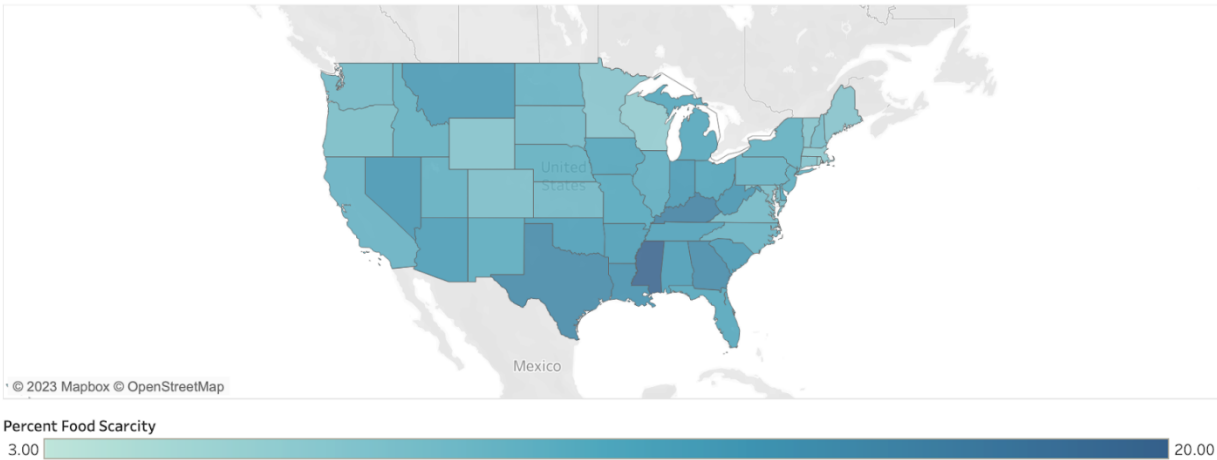 United
States
Mexico
© 2023 Mapbox © OpenStreetMap
Percent Food Scarcity
3.00 20.00